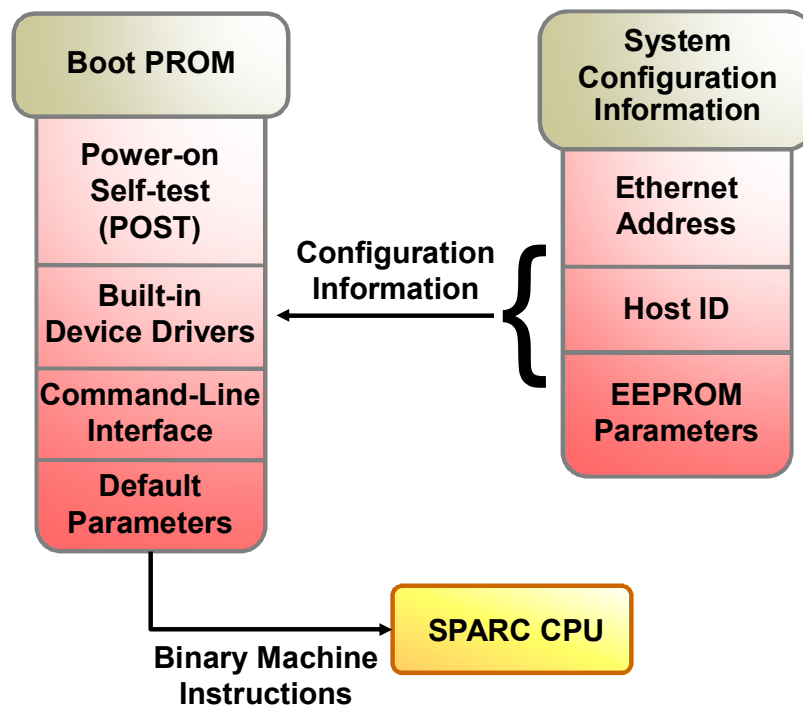 Boot PROM
Power-on
Self-test
(POST)
Built-in
Device Drivers
Command-Line
Interface
Default
Parameters
Configuration
Information
System
Configuration
Information
Ethernet
Address
Host ID
EEPROM
Parameters
SPARC CPU
Binary Machine
Instructions